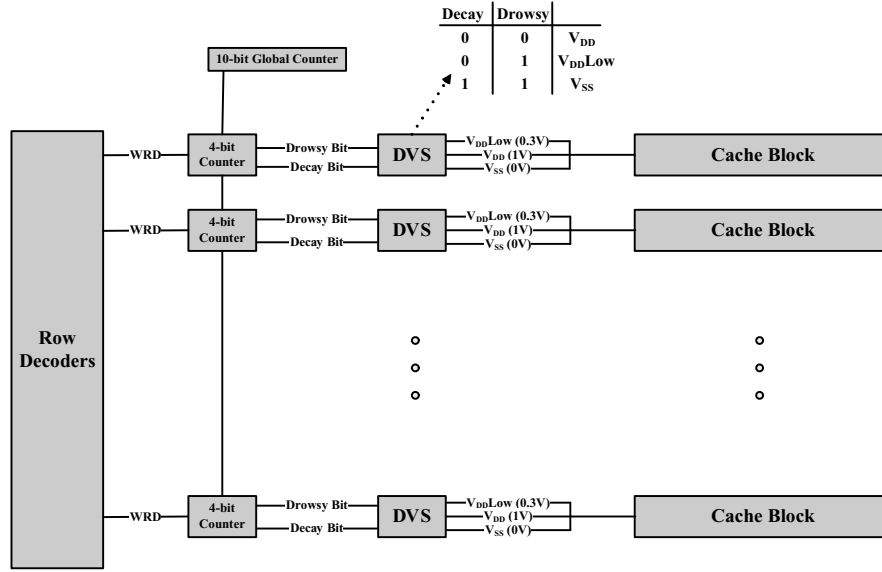 Decay Drowsy
0 0 VDD
0 1 VDDLow
1 1 VSS
10-bit Global Counter
Row
Decoders
WRD
4-bit
Counter
Drowsy Bit
Decay Bit
DVS
VDDLow (0.3V)
VDD (1V)
VSS (0V)
Cache Block
WRD
4-bit
Counter
Drowsy Bit
Decay Bit
DVS
VDDLow (0.3V)
VDD (1V)
VSS (0V)
Cache Block
WRD
4-bit
Counter
Drowsy Bit
Decay Bit
DVS
VDDLow (0.3V)
VDD (1V)
VSS (0V)
Cache Block